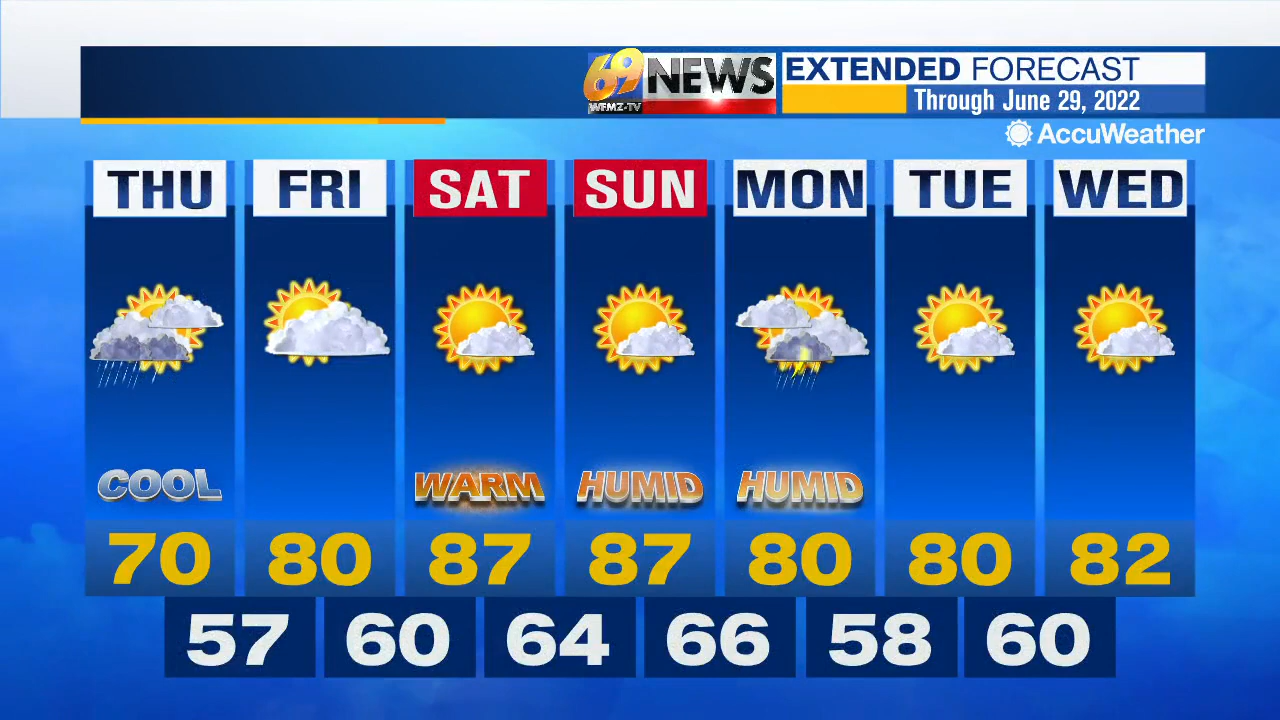 69 NEWS
WFMZ-TV
EXTENDED FORECAST
Through June 29, 2022
AccuWeather
THU FRI SAT SUN MON TUE WED
COOL WARM HUMID HUMID
70 80 87 87 80 80 82
57 60 64 66 58 60